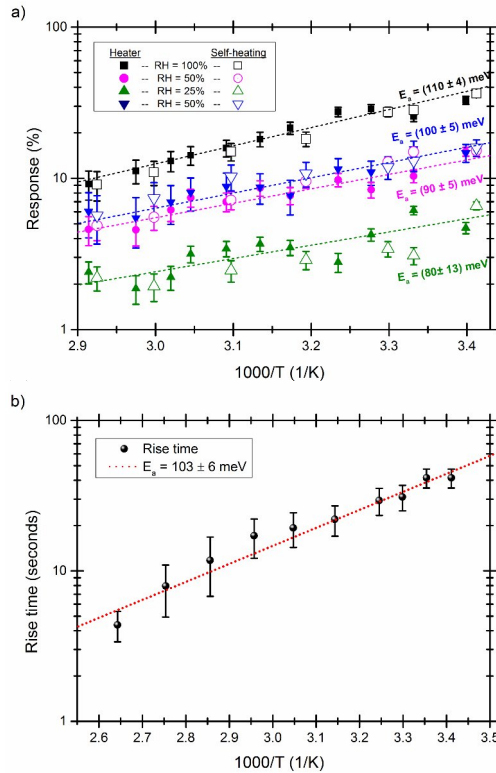 a)
100
Heater Self-heating
-- RH = 100% --
-- RH = 50% --
-- RH = 25% --
-- RH = 50% --
Eₐ = (110 ± 4) meV
Eₐ = (100 ± 5) meV
Eₐ = (90 ± 5) meV
Eₐ = (80± 13) meV
Response (%)
10
1
2.9 3.0 3.1 3.2 3.3 3.4
1000/T (1/K)
b)
100
Rise time
Eₐ = 103 ± 6 meV
Rise time (seconds)
10
1
2.6 2.7 2.8 2.9 3.0 3.1 3.2 3.3 3.4 3.5
1000/T (1/K)